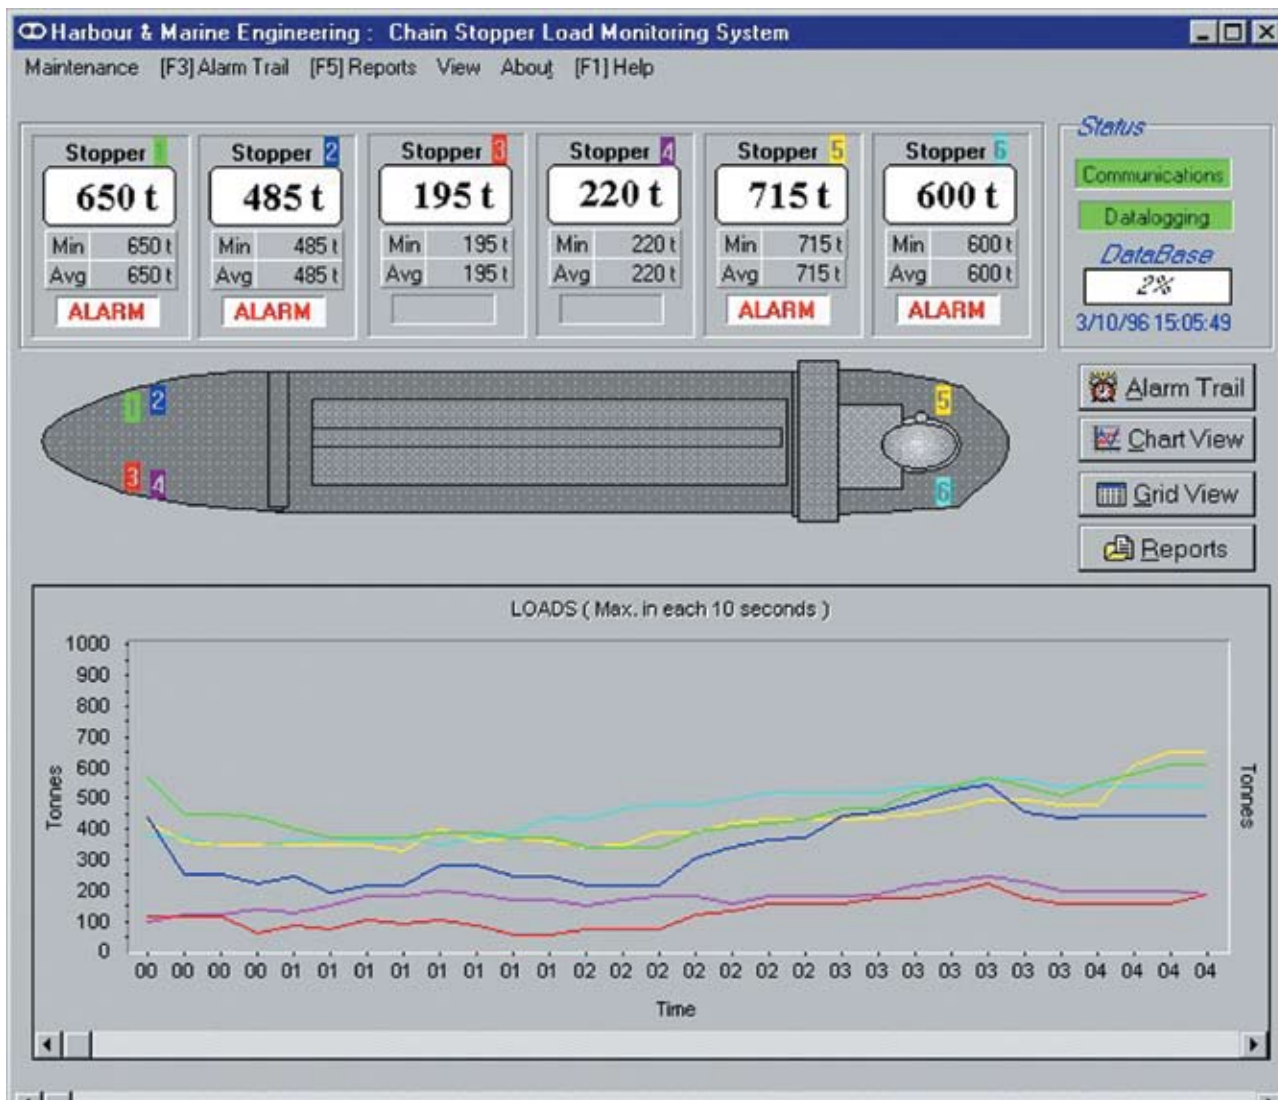 Harbour & Marine Engineering : Chain Stopper Load Monitoring System
Maintenance [F3] Alarm Trail [F5] Reports View About [F1] Help
Stopper 1 Stopper 2 Stopper 3 Stopper 4 Stopper 5 Stopper 6 Status
650 t 485 t 195 t 220 t 715 t 600 t Communications
Datalogging
Min 650 t Min 485 t Min 195 t Min 220 t Min 715 t Min 600 t
Avg 650 t Avg 485 t Avg 195 t Avg 220 t Avg 715 t Avg 600 t
DataBase
2%
ALARM ALARM ALARM ALARM
3/10/96 15:05:49
1 2 5
3 4 6
Alarm Trail
Chart View
Grid View
Reports
LOADS ( Max. in each 10 seconds )
1000
900
800
700
600
500
400
300
200
100
0
Tonnes
Tonnes
00 00 00 00 01 01 01 01 01 01 01 01 02 02 02 02 02 02 02 03 03 03 03 03 03 03 04 04 04 04
Time